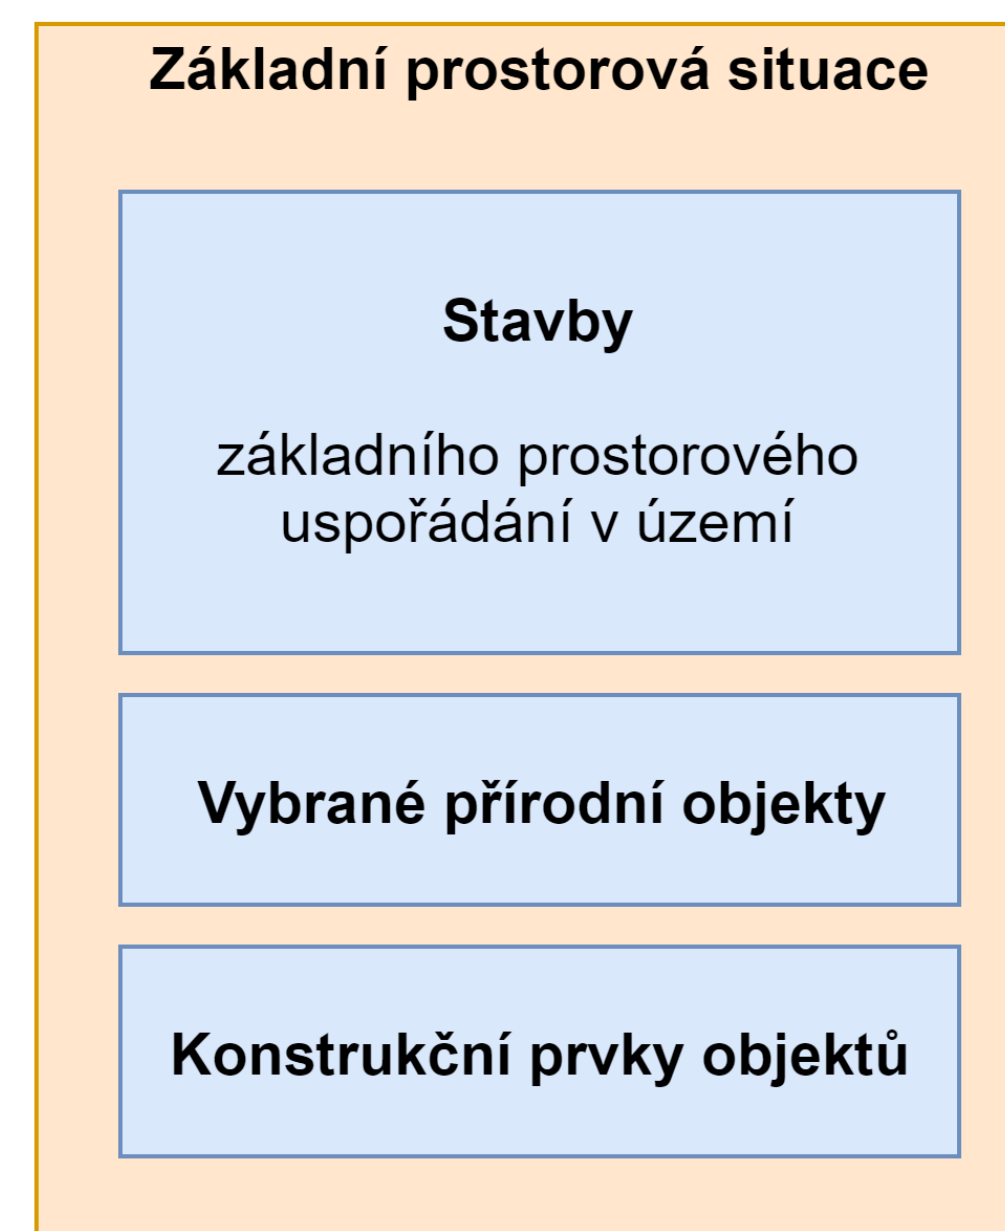 Základní prostorová situace
Stavby
základního prostorového
uspořádání v území
Vybrané přírodní objekty
Konstrukční prvky objektů